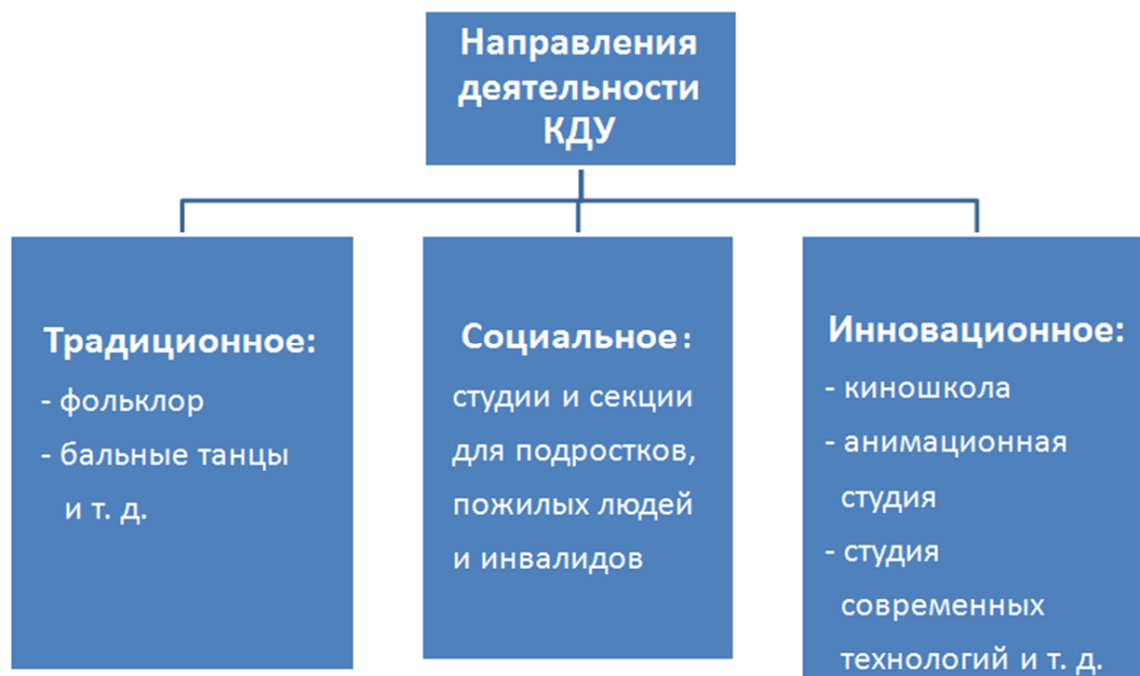 Направления
деятельности
КДУ
Традиционное:
- фольклор
- бальные танцы
и т. д.
Социальное :
студии и секции
для подростков,
пожилых людей
и инвалидов
Инновационное:
- киношкола
- анимационная
студия
- студия
современных
технологий и т. д.